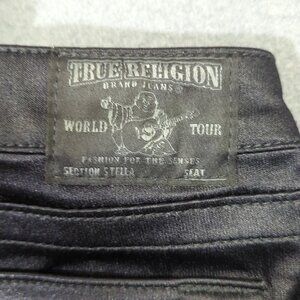 TRUE RELIGION
BRAND JEANS
WORLD TOUR
FASHION FOR THE SENSES
SECTION STELLA SEAT